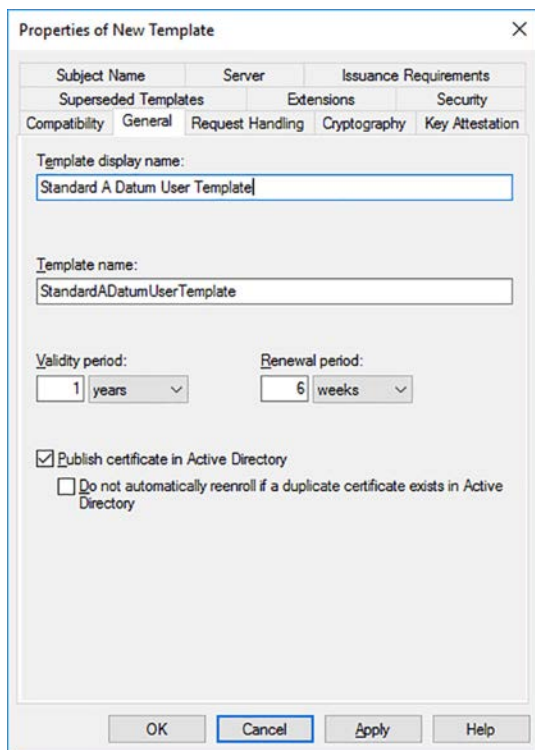 Properties of New Template
Subject Name Server Issuance Requirements
Superseded Templates Extensions Security
Compatibility General Request Handling Cryptography Key Attestation
Template display name:
Standard A Datum User Template
Template name:
StandardADatumUserTemplate
Validity period: Renewal period:
1 years 6 weeks
Publish certificate in Active Directory
Do not automatically reenroll if a duplicate certificate exists in Active
Directory
OK Cancel Apply Help